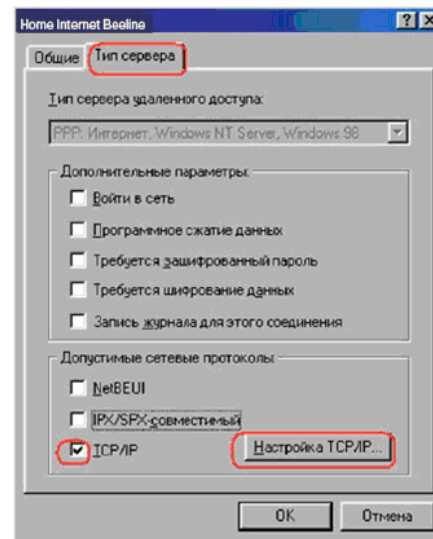 Home Internet Beeline
Общие
Тип сервера
Тип сервера удаленного доступа:
PPP: Интернет, Windows NT Server, Windows 98
Дополнительные параметры:
Войти в сеть
Программное сжатие данных
Требуется зашифрованный пароль
Требуется шифрование данных
Запись журнала для этого соединения
Допустимые сетевые протоколы
NetBEUI
IPX/SPX-совместимый
TCP/IP
Настройка TCP/IP...
OK
Отмена